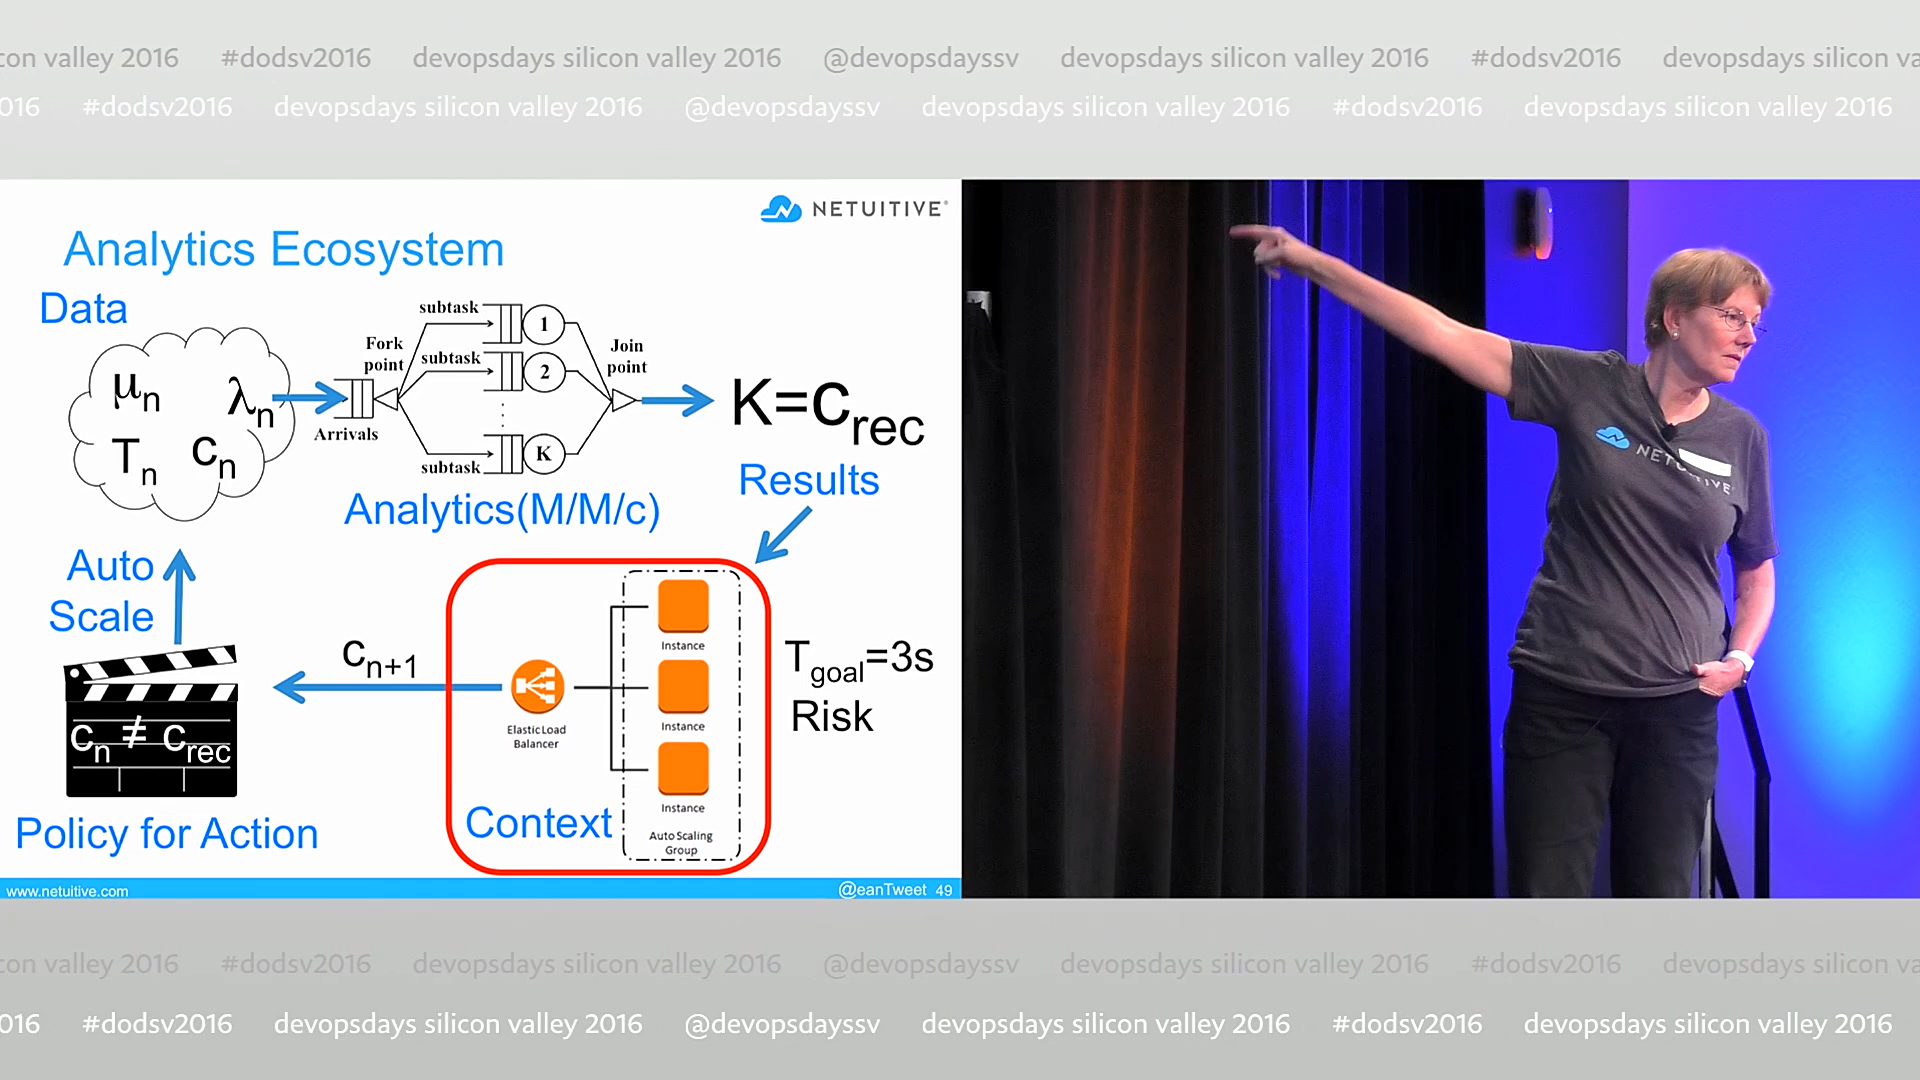 con valley 2016 #dodsv2016 devopsdays silicon valley 2016 @devopsdayssv devopsdays silicon valley 2016 #dodsv2016 devopsdays silicon va
016 #dodsv2016 devopsdays silicon valley 2016 @devopsdayssv devopsdays silicon valley 2016 #dodsv2016 devopsdays silicon valley 2016
NETUITIVE
Analytics Ecosystem
Data
μn λn
Tn cn
Arrivals
Fork
point
subtask
1
subtask
2
subtask
K
Join
point
K=crec
Analytics(M/M/c)
Results
Auto
Scale
cn+1
Elastic Load
Balancer
Instance
Instance
Instance
Auto Scaling
Group
Context
Tgoal=3s
Risk
cn ≠ crec
Policy for Action
www.netuitive.com
@eanTweet 49
NETUITIVE
con valley 2016 #dodsv2016 devopsdays silicon valley 2016 @devopsdayssv devopsdays silicon valley 2016 #dodsv2016 devopsdays silicon va
016 #dodsv2016 devopsdays silicon valley 2016 @devopsdayssv devopsdays silicon valley 2016 #dodsv2016 devopsdays silicon valley 2016